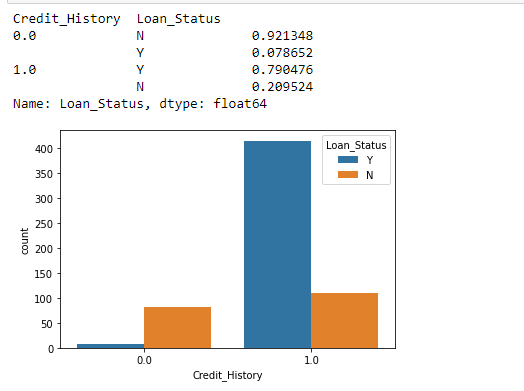 Credit_History  Loan_Status
0.0             N              0.921348
                Y              0.078652
1.0             Y              0.790476
                N              0.209524
Name: Loan_Status, dtype: float64
Loan_Status
Y
N
400
350
300
250
200
150
100
50
0
count
0.0 1.0
Credit_History